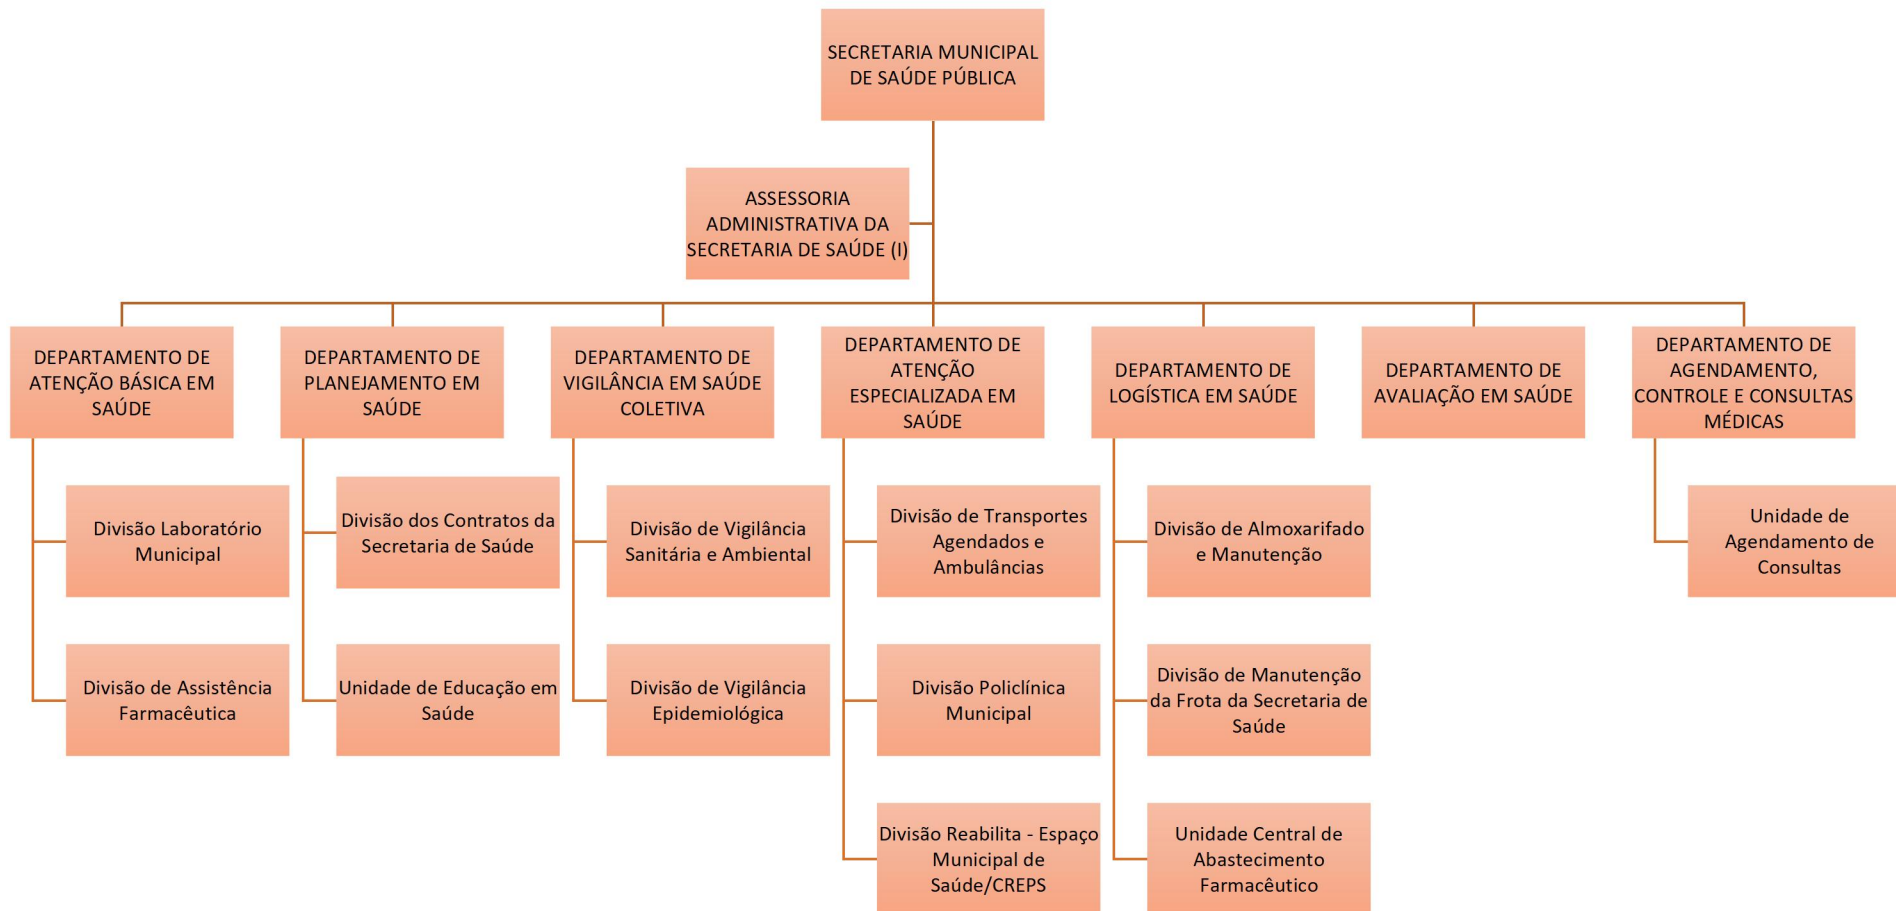 SECRETARIA MUNICIPAL
DE SAÚDE PÚBLICA
ASSESSORIA
ADMINISTRATIVA DA
SECRETARIA DE SAÚDE (I)
DEPARTAMENTO DE
ATENÇÃO BÁSICA EM
SAÚDE
DEPARTAMENTO DE
PLANEJAMENTO EM
SAÚDE
DEPARTAMENTO DE
VIGILÂNCIA EM SAÚDE
COLETIVA
DEPARTAMENTO DE
ATENÇÃO
ESPECIALIZADA EM
SAÚDE
DEPARTAMENTO DE
LOGÍSTICA EM SAÚDE
DEPARTAMENTO DE
AVALIAÇÃO EM SAÚDE
DEPARTAMENTO DE
AGENDAMENTO,
CONTROLE E CONSULTAS
MÉDICAS
Divisão Laboratório
Municipal
Divisão dos Contratos da
Secretaria de Saúde
Divisão de Vigilância
Sanitária e Ambiental
Divisão de Transportes
Agendados e
Ambulâncias
Divisão de Almoxarifado
e Manutenção
Unidade de
Agendamento de
Consultas
Divisão de Assistência
Farmacêutica
Unidade de Educação em
Saúde
Divisão de Vigilância
Epidemiológica
Divisão Policlínica
Municipal
Divisão de Manutenção
da Frota da Secretaria de
Saúde
Divisão Reabilita - Espaço
Municipal de
Saúde/CREPS
Unidade Central de
Abastecimento
Farmacêutico